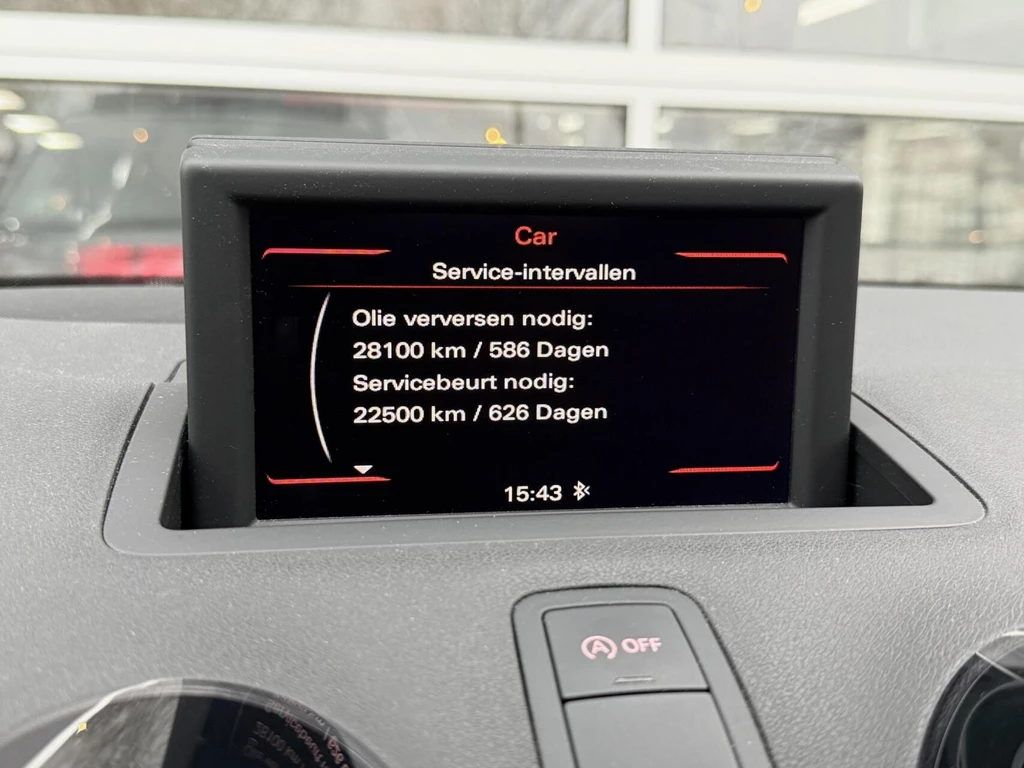 Car
Service-intervallen
Olie verversen nodig:
28100 km / 586 Dagen
Servicebeurt nodig:
22500 km / 626 Dagen
15:43
A OFF